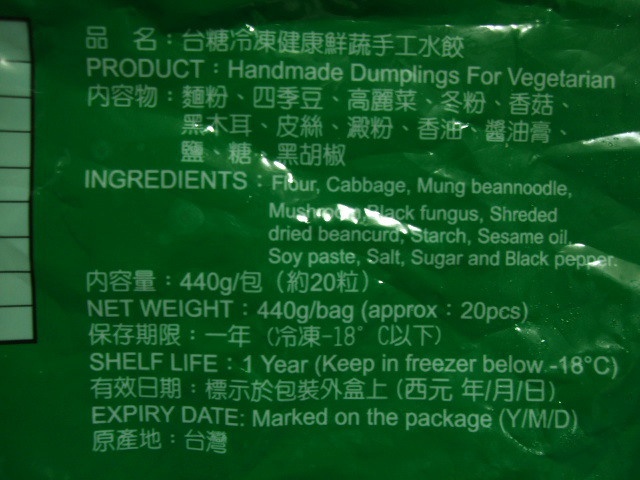 品 名：台糖冷凍健康鮮蔬手工水餃
PRODUCT：Handmade Dumplings For Vegetarian
內容物：麵粉、四季豆、高麗菜、冬粉、香菇、
黑木耳、皮絲、澱粉、香油、醬油膏、
鹽 糖、黑胡椒
INGREDIENTS：Flour, Cabbage, Mung beannoodle,
Mushroom, Black fungus, Shreded
dried beancurd, Starch, Sesame oil,
Soy paste, Salt, Sugar and Black pepper.
內容量：440g/包（約20粒）
NET WEIGHT：440g/bag (approx：20pcs)
保存期限：一年（冷凍-18°C以下）
SHELF LIFE：1 Year (Keep in freezer below -18°C)
有效日期：標示於包裝外盒上 (西元 年/月/日)
EXPIRY DATE: Marked on the package (Y/M/D)
原產地：台灣